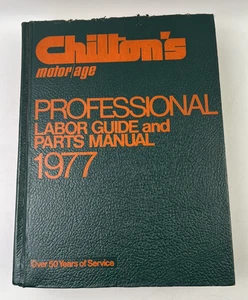 Chilton's
motor/age
PROFESSIONAL
LABOR GUIDE and
PARTS MANUAL
1977
Over 50 Years of Service